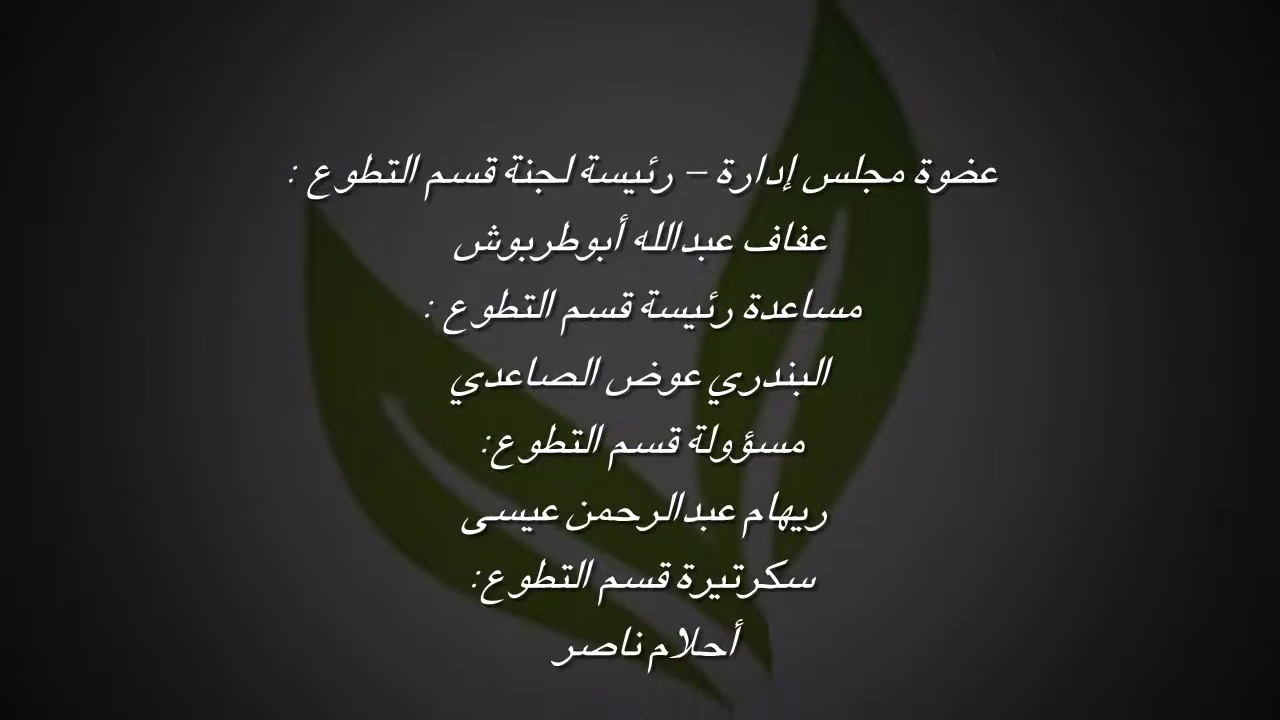 عضوة مجلس إدارة – رئيسة لجنة قسم التطوع :
عفاف عبدالله أبوطربوش
مساعدة رئيسة قسم التطوع :
البندري عوض الصاعدي
مسؤولة قسم التطوع:
ريهام عبدالرحمن عيسى
سكرتيرة قسم التطوع:
أحلام ناصر